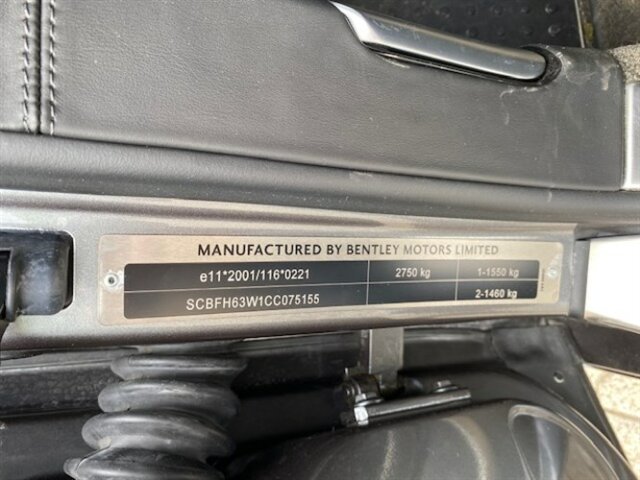 MANUFACTURED BY BENTLEY MOTORS LIMITED
e11*2001/116*0221 2750 kg 1-1550 kg
SCBFH63W1CC075155 2-1460 kg